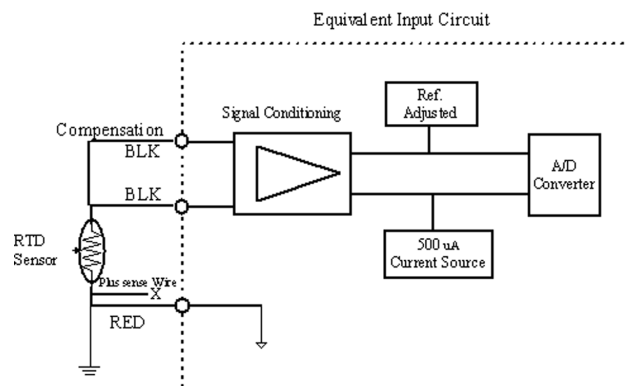 Equivalent Input Circuit
Signal Conditioning
Ref.
Adjusted
Compensation
BLK
BLK
A/D
Converter
500 uA
Current Source
RTD
Sensor
Plus sense Wire
X
RED